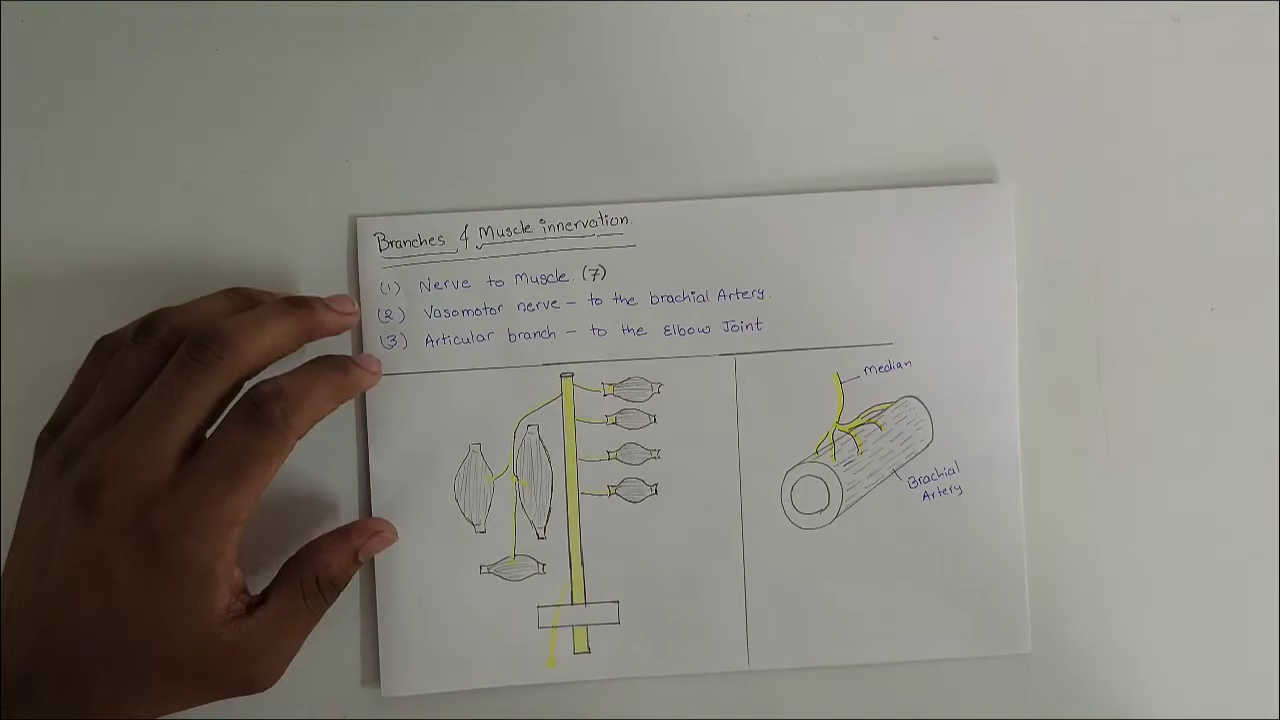 Branches & Muscle innervation.
(1) Nerve to Muscle. (7)
(2) Vasomotor nerve – to the brachial Artery.
(3) Articular branch – to the Elbow Joint
Median
Brachial
Artery